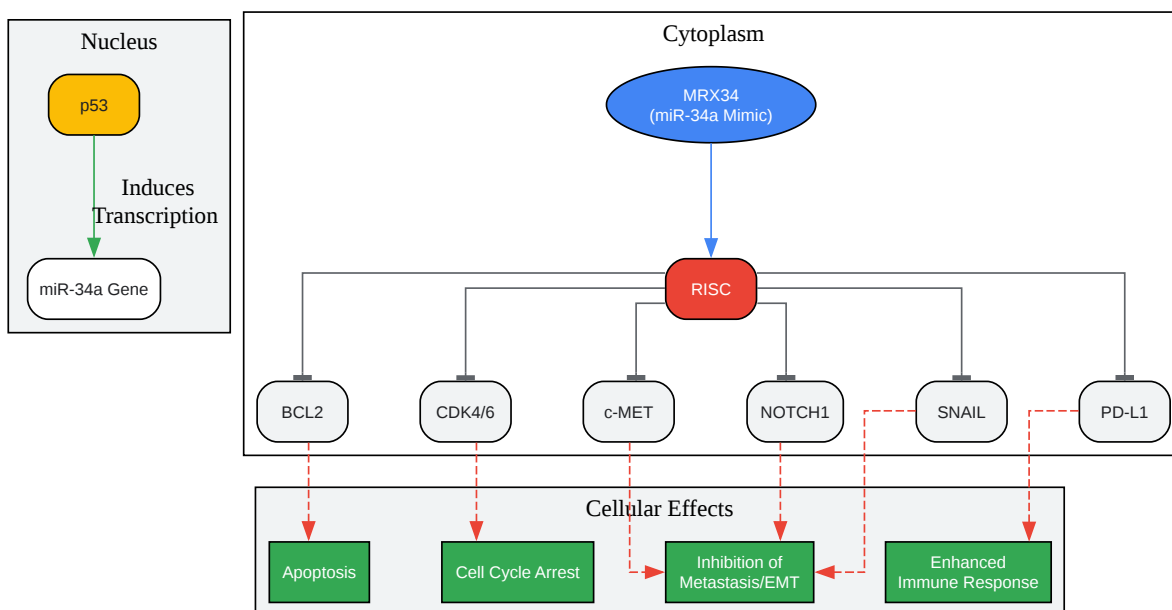 Nucleus
p53
Induces
Transcription
miR-34a Gene
Cytoplasm
MRX34
(miR-34a Mimic)
RISC
BCL2
CDK4/6
c-MET
NOTCH1
SNAIL
PD-L1
Cellular Effects
Apoptosis
Cell Cycle Arrest
Inhibition of
Metastasis/EMT
Enhanced
Immune Response